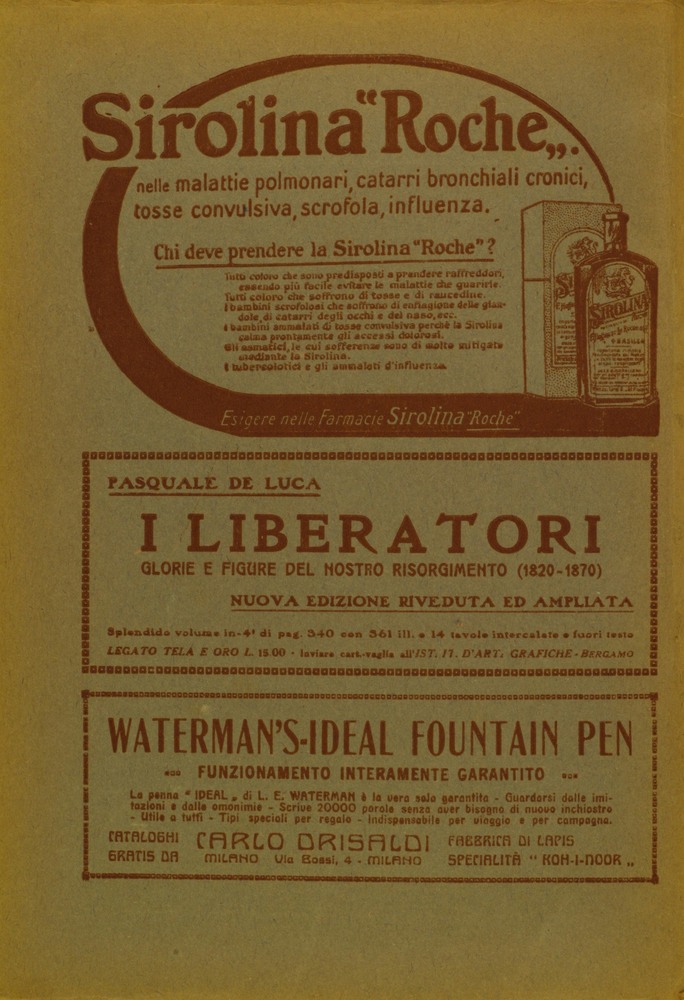 Sirolina "Roche„.
nelle malattie polmonari, catarri bronchiali cronici,
tosse convulsiva, scrofola, influenza.
Chi deve prendere la Sirolina "Roche"?
Tutti coloro che sono predisposti a prendere raffreddori,
essendo più facile evitare le malattie che guarirle.
Tutti coloro che soffrono di tosse e di raucedine.
I bambini scrofolosi che soffrono di enfiagione delle glan-
dole, di catarri degli occhi e del naso, ecc.
I bambini ammalati di tosse convulsiva perchè la Sirolina
calma prontamente gli accessi dolorosi.
Gli asmatici, le cui sofferenze sono di molto mitigate
mediante la Sirolina.
I tubercolotici e gli ammalati d'influenza.
SIROLINA
Esigere nelle Farmacie Sirolina "Roche"
PASQUALE DE LUCA
I LIBERATORI
GLORIE E FIGURE DEL NOSTRO RISORGIMENTO (1820-1870)
NUOVA EDIZIONE RIVEDUTA ED AMPLIATA
Splendido volume in-4° di pag. 340 con 361 ill. e 14 tavole intercalate e fuori testo
LEGATO TELA E ORO L. 15.00 - Inviare cart.-vaglia all'IST. IT. D'ART. GRAFICHE - BERGAMO
WATERMAN'S-IDEAL FOUNTAIN PEN
FUNZIONAMENTO INTERAMENTE GARANTITO
La penna "IDEAL„ di L. E. WATERMAN è la vera sola garantita - Guardarsi dalle imi-
tazioni e dalle omonimie - Scrive 20000 parole senza aver bisogno di nuovo inchiostro
- Utile a tutti - Tipi speciali per regalo - Indispensabile per viaggio e per campagna.
CATALOGHI CARLO DRISALDI FABBRICA DI LAPIS
GRATIS DA MILANO Via Bossi, 4 - MILANO SPECIALITÀ "KOH-I-NOOR„